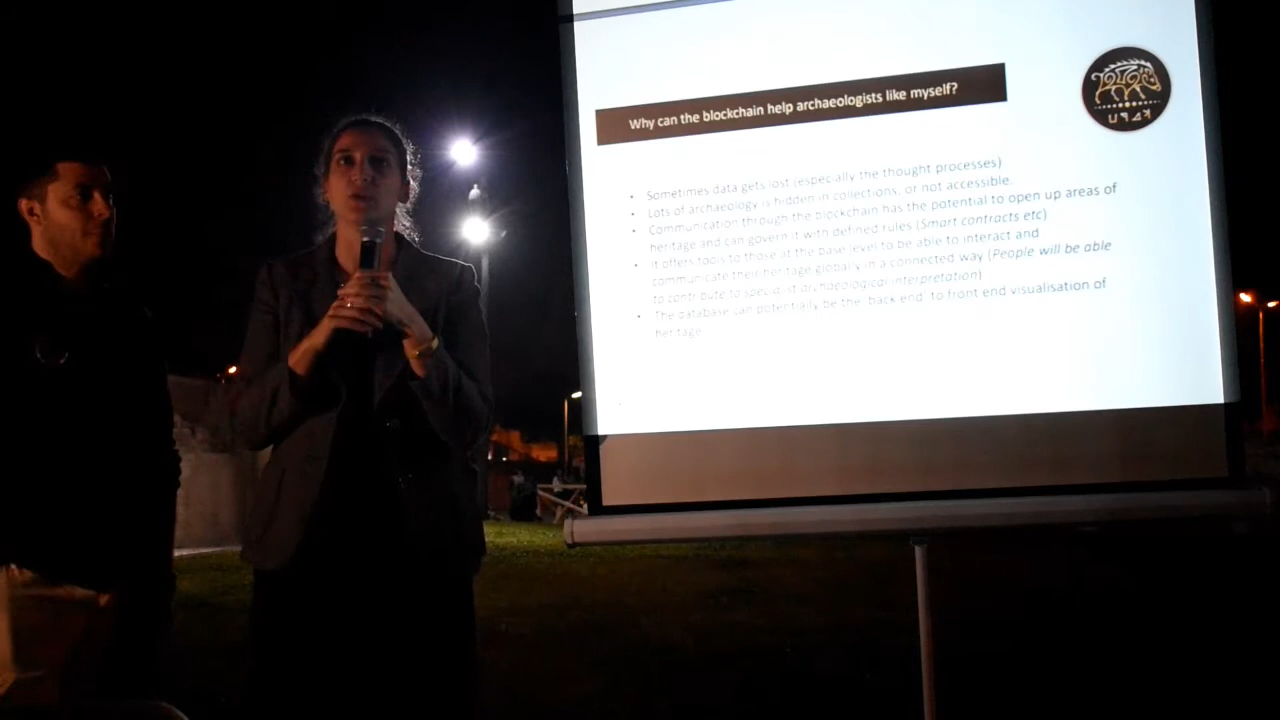 Why can the blockchain help archaeologists like myself?
• Sometimes data gets lost (especially the thought processes)
• Lots of archaeology is hidden in collections, or not accessible.
• Communication through the blockchain has the potential to open up areas of
heritage and can govern it with defined rules (Smart contracts etc)
• It offers tools to those at the base level to be able to interact and
communicate their heritage globally in a connected way (People will be able
to contribute to specialist archaeological interpretation)
• The database can potentially be the 'back end' to front end visualisation of
heritage